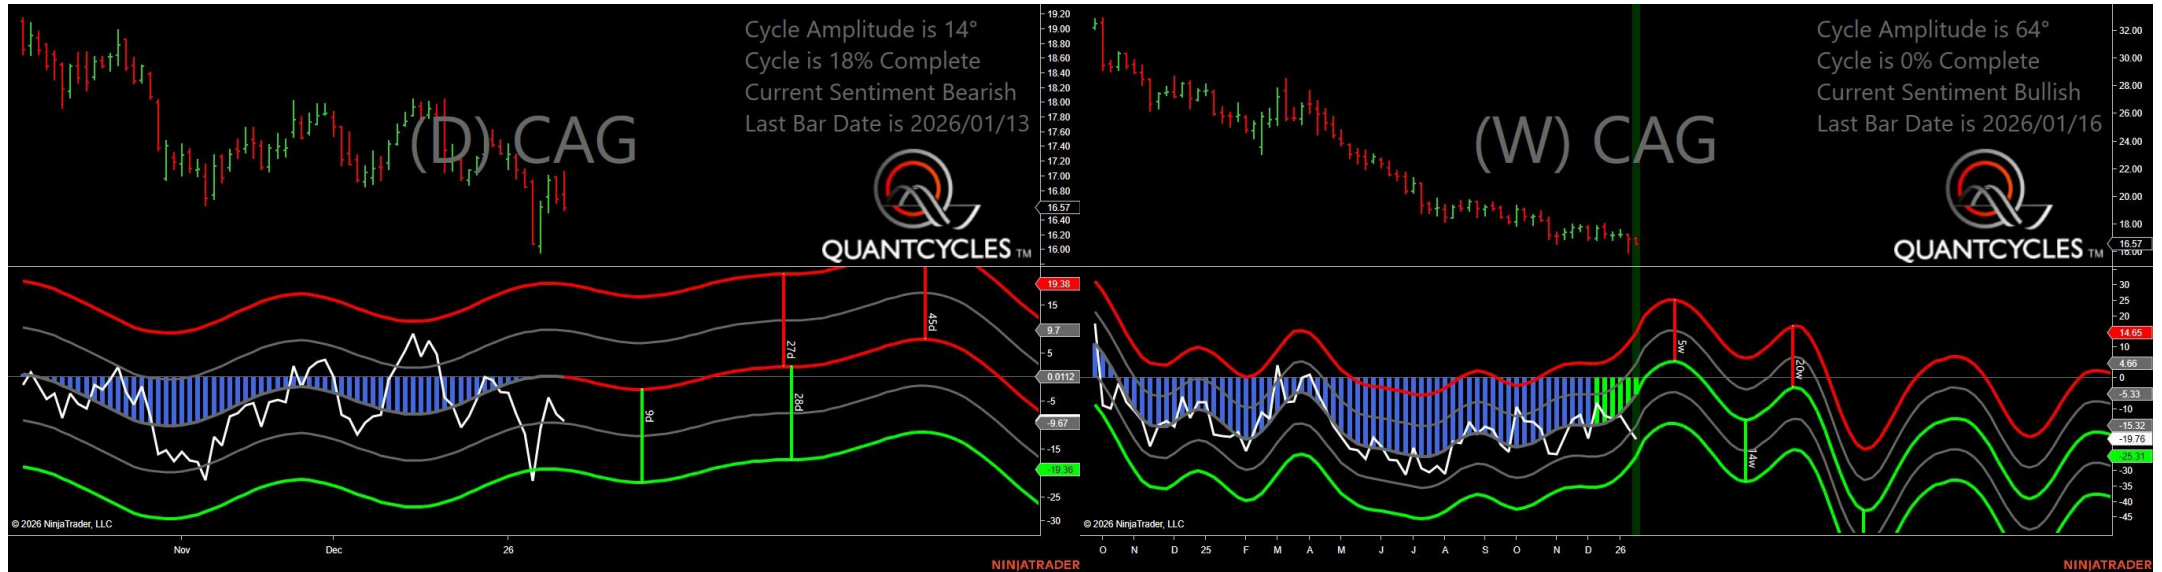 Cycle Amplitude is 14°
Cycle is 18% Complete
Current Sentiment Bearish
Last Bar Date is 2026/01/13
(D) CAG
QUANTCYCLES TM
19.20
19.00
18.80
18.60
18.40
18.20
18.00
17.80
17.60
17.40
17.20
17.00
16.80
16.57
16.40
16.20
16.00
19.38
15
9.7
5
0.0112
-5
-9.67
-15
-19.36
-25
-30
9d
27d
28d
45d
© 2026 NinjaTrader, LLC
Nov
Dec
26
NINJATRADER
Cycle Amplitude is 64°
Cycle is 0% Complete
Current Sentiment Bullish
Last Bar Date is 2026/01/16
(W) CAG
QUANTCYCLES TM
32.00
30.00
28.00
26.00
24.00
22.00
20.00
18.00
16.57
16.00
30
25
20
14.65
10
4.66
0
-5.33
-10
-15.32
-19.76
-25.31
-30
-35
-40
-45
5w
14w
20w
© 2026 NinjaTrader, LLC
O
N
D
25
F
M
A
M
J
J
A
S
O
N
D
26
NINJATRADER